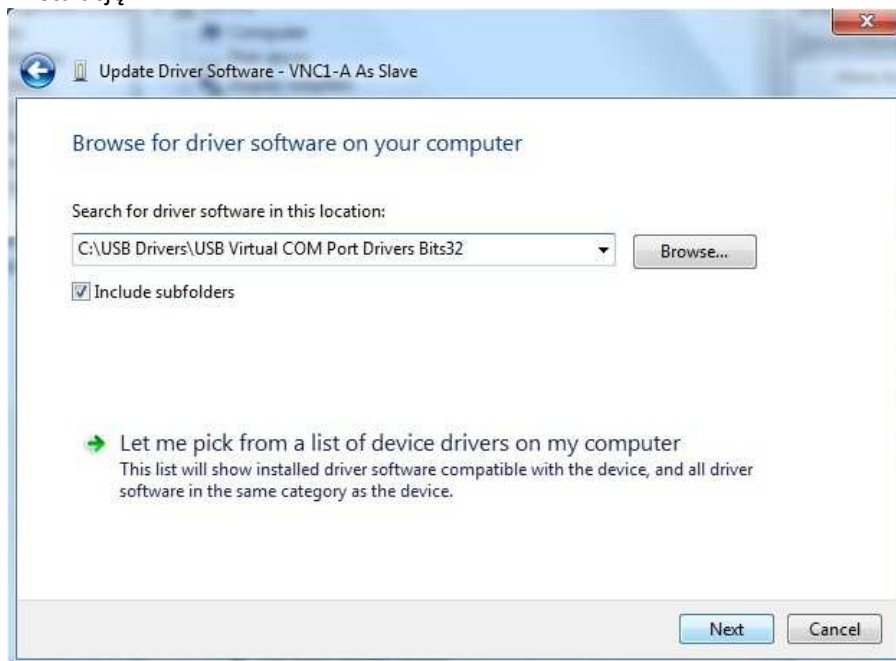 Update Driver Software - VNC1-A As Slave
Browse for driver software on your computer
Search for driver software in this location:
C:\USB Drivers\USB Virtual COM Port Drivers Bits32
Browse...
Include subfolders
Let me pick from a list of device drivers on my computer
This list will show installed driver software compatible with the device, and all driver
software in the same category as the device.
Next
Cancel